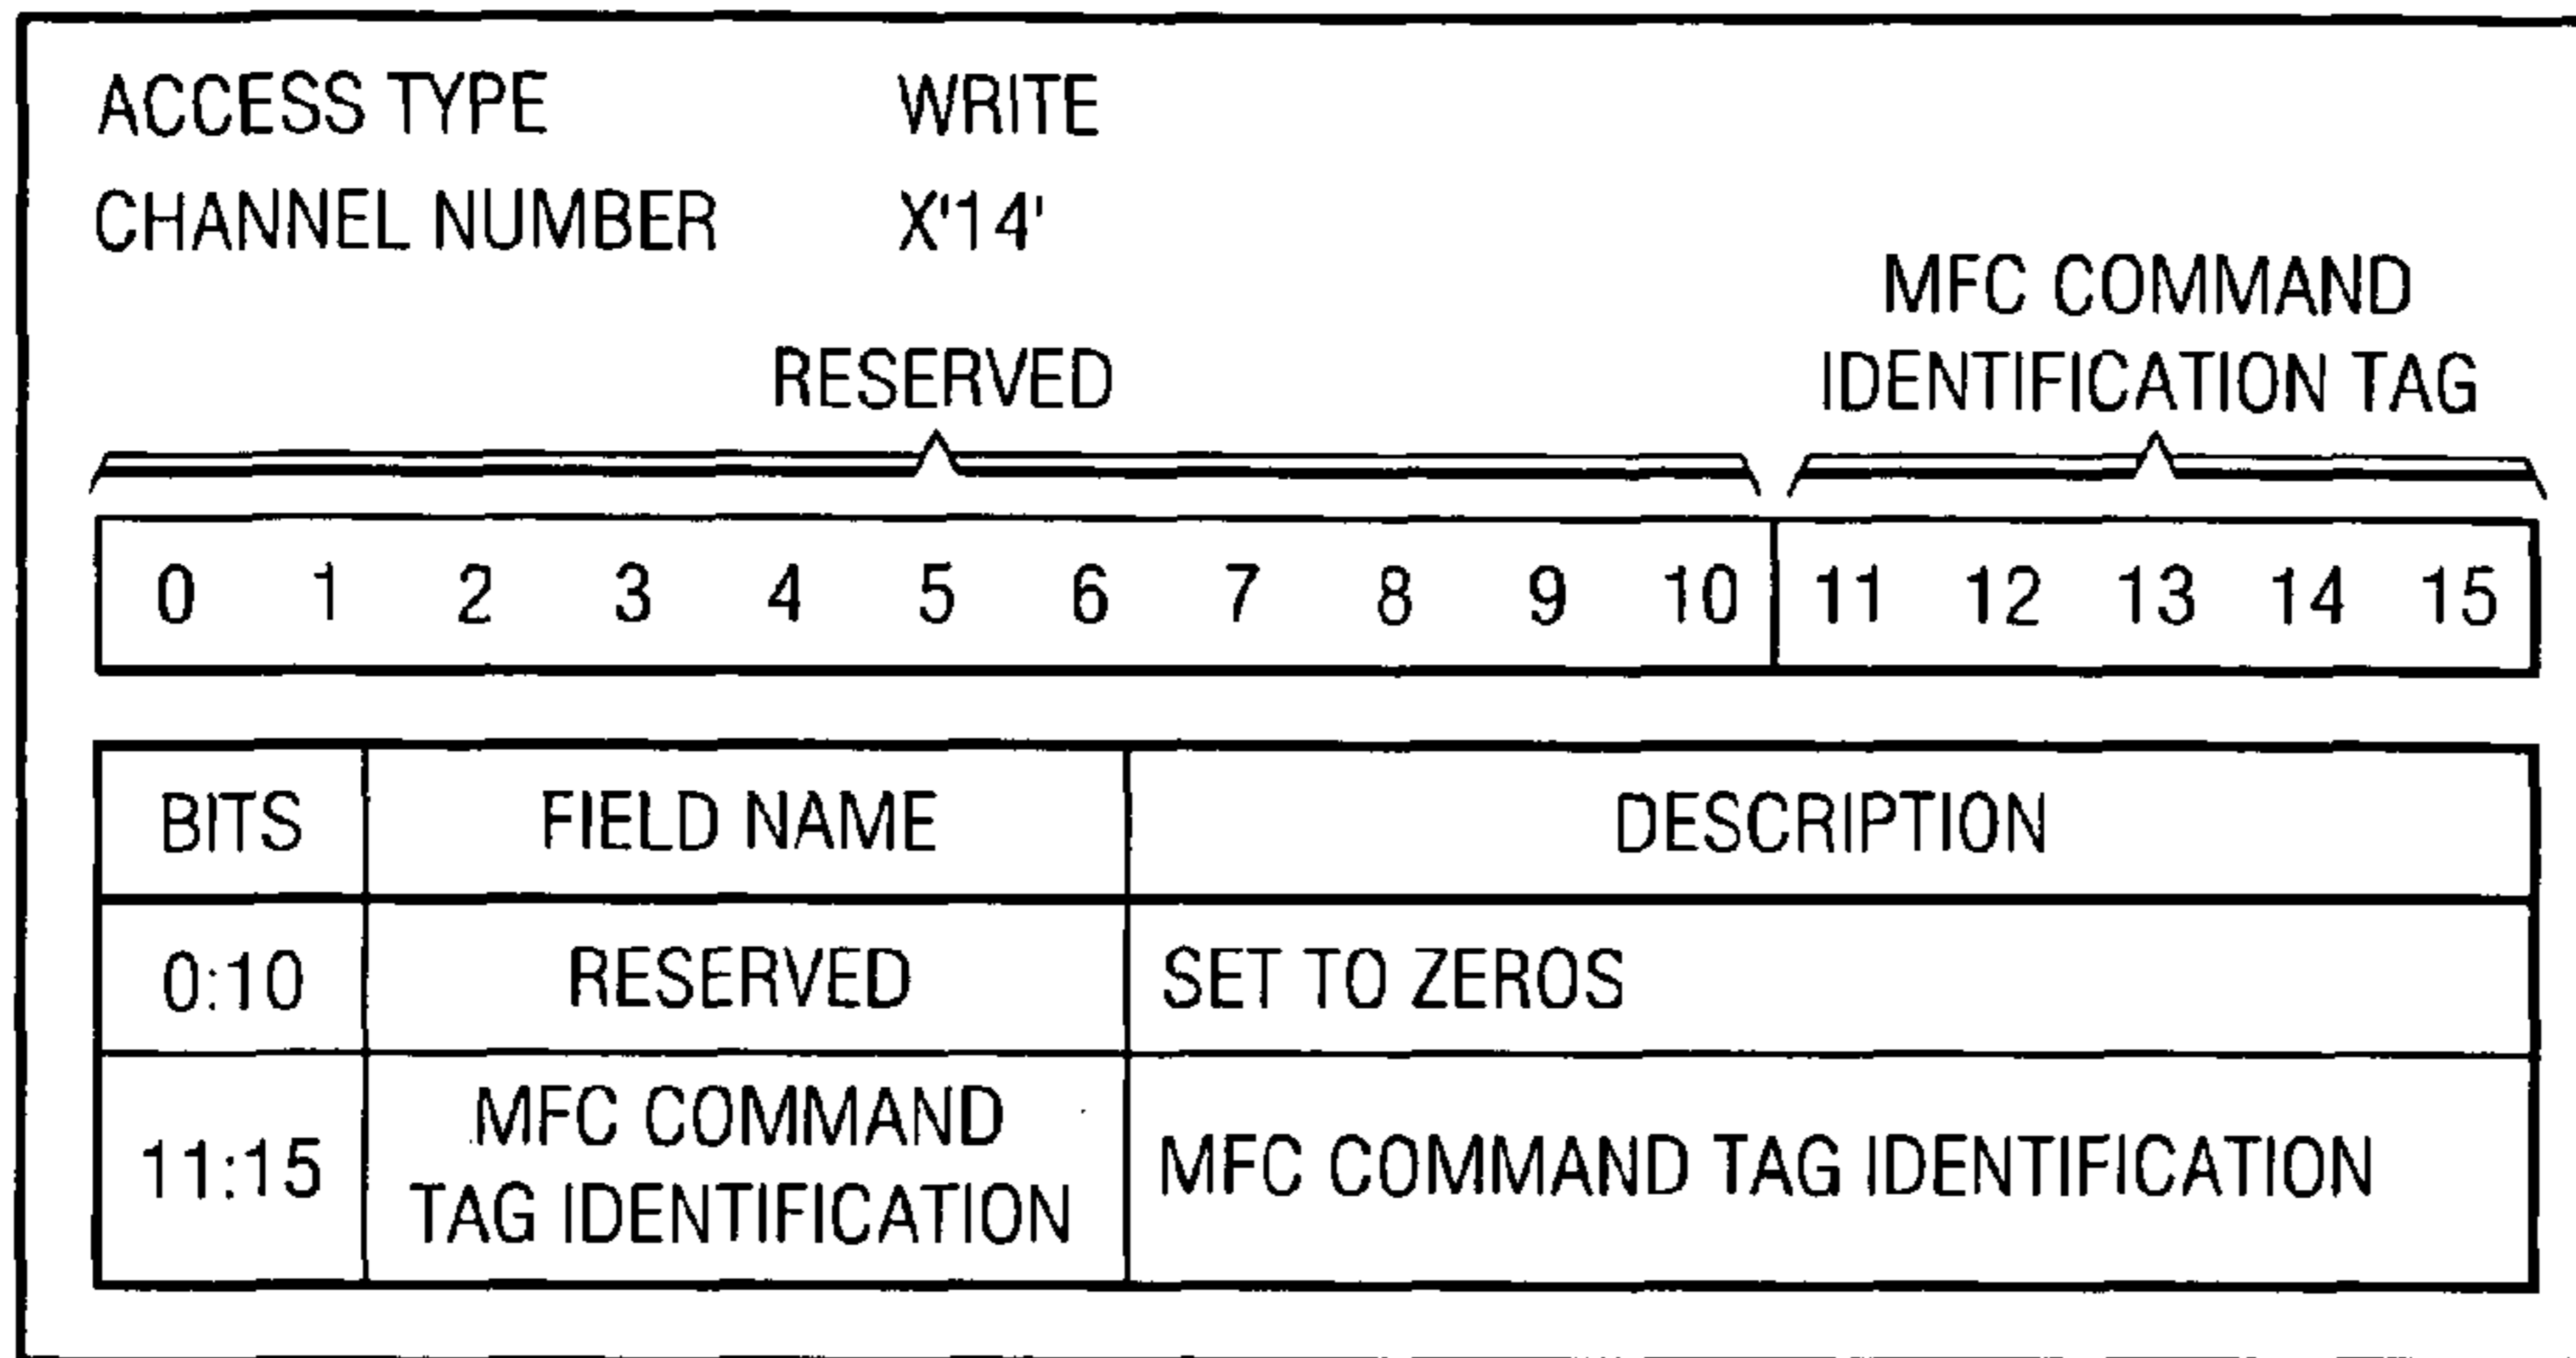 ACCESS TYPE WRITE
CHANNEL NUMBER X'14'
RESERVED
MFC COMMAND
IDENTIFICATION TAG
0 1 2 3 4 5 6 7 8 9 10 11 12 13 14 15
BITS FIELD NAME DESCRIPTION
0:10 RESERVED SET TO ZEROS
11:15 MFC COMMAND
TAG IDENTIFICATION MFC COMMAND TAG IDENTIFICATION